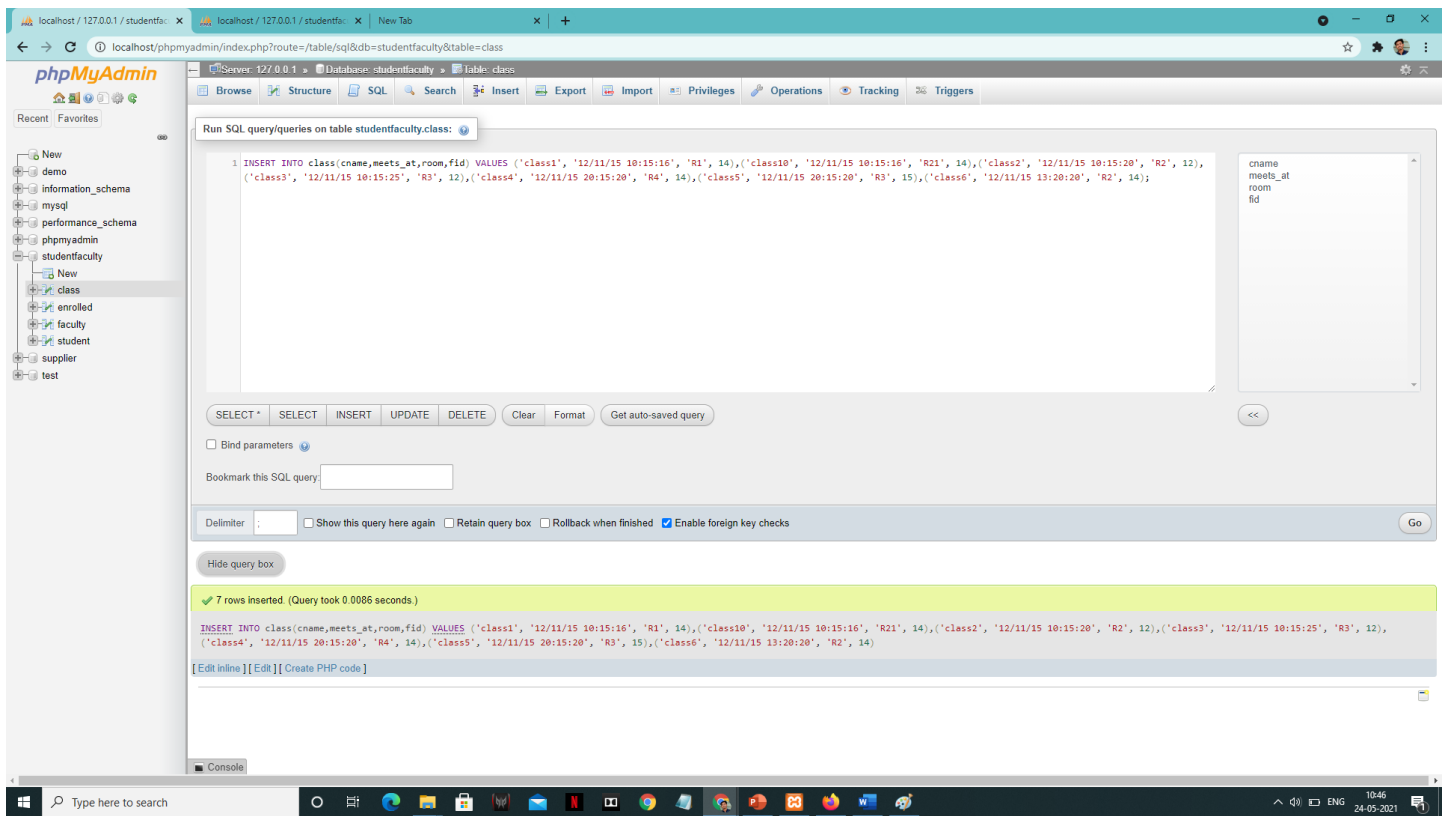 localhost / 127.0.0.1 / studentfac
localhost / 127.0.0.1 / studentfac
New Tab
localhost/phpmyadmin/index.php?route=/table/sql&db=studentfaculty&table=class
phpMyAdmin
Recent Favorites
New
demo
information_schema
mysql
performance_schema
phpmyadmin
studentfaculty
New
class
enrolled
faculty
student
supplier
test
Server: 127.0.0.1 » Database: studentfaculty » Table: class
Browse Structure SQL Search Insert Export Import Privileges Operations Tracking Triggers
Run SQL query/queries on table studentfaculty.class:
1 INSERT INTO class(cname,meets_at,room,fid) VALUES ('class1', '12/11/15 10:15:16', 'R1', 14),('class10', '12/11/15 10:15:16', 'R21', 14),('class2', '12/11/15 10:15:20', 'R2', 12),
('class3', '12/11/15 10:15:25', 'R3', 12),('class4', '12/11/15 20:15:20', 'R4', 14),('class5', '12/11/15 20:15:20', 'R3', 15),('class6', '12/11/15 13:20:20', 'R2', 14);
cname
meets_at
room
fid
SELECT * SELECT INSERT UPDATE DELETE Clear Format Get auto-saved query <<
Bind parameters
Bookmark this SQL query:
Delimiter ; Show this query here again Retain query box Rollback when finished Enable foreign key checks Go
Hide query box
7 rows inserted. (Query took 0.0086 seconds.)
INSERT INTO class(cname,meets_at,room,fid) VALUES ('class1', '12/11/15 10:15:16', 'R1', 14),('class10', '12/11/15 10:15:16', 'R21', 14),('class2', '12/11/15 10:15:20', 'R2', 12),('class3', '12/11/15 10:15:25', 'R3', 12),
('class4', '12/11/15 20:15:20', 'R4', 14),('class5', '12/11/15 20:15:20', 'R3', 15),('class6', '12/11/15 13:20:20', 'R2', 14)
[ Edit inline ] [ Edit ] [ Create PHP code ]
Console
Type here to search
ENG
10:46
24-05-2021